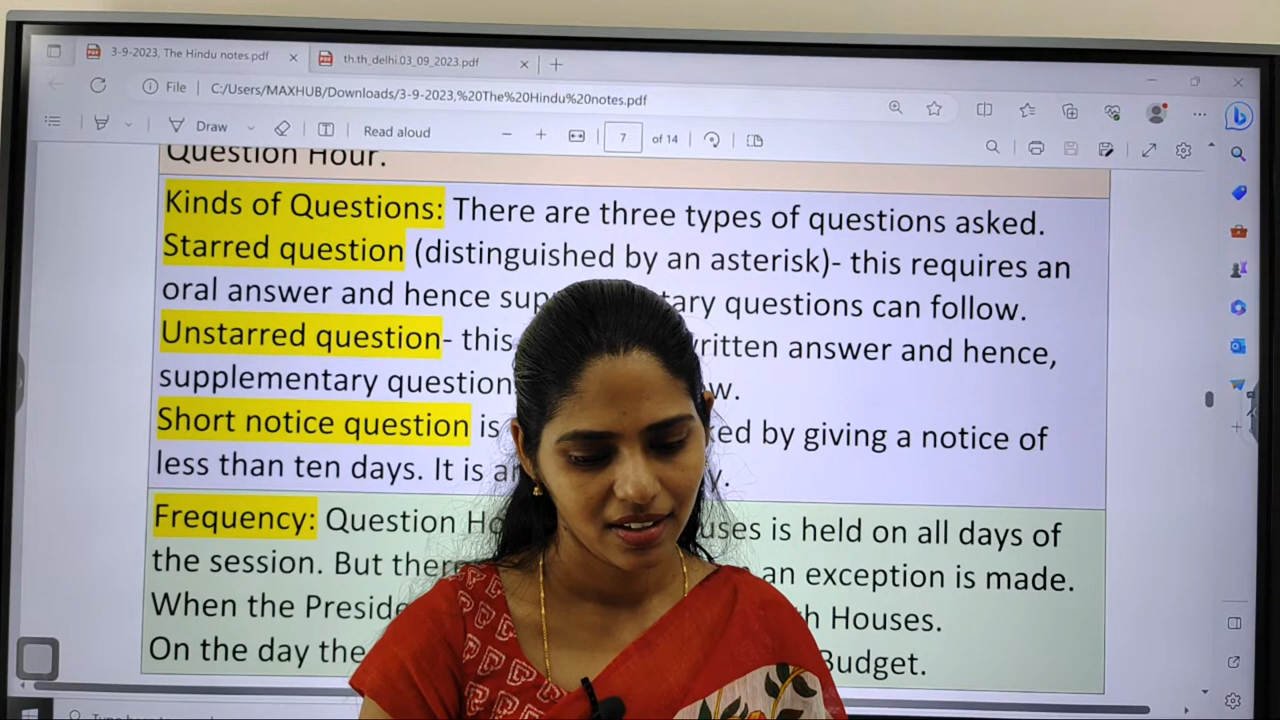 3-9-2023, The Hindu notes.pdf
th.th_delhi.03_09_2023.pdf
File
C:/Users/MAXHUB/Downloads/3-9-2023,%20The%20Hindu%20notes.pdf
Draw
Read aloud
7
of 14
Question Hour.
Kinds of Questions: There are three types of questions asked.
Starred question (distinguished by an asterisk)- this requires an
oral answer and hence sup tary questions can follow.
Unstarred question- this written answer and hence,
supplementary question w.
Short notice question is ked by giving a notice of
less than ten days. It is an y.
Frequency: Question Ho uses is held on all days of
the session. But there an exception is made.
When the Preside h Houses.
On the day the Budget.